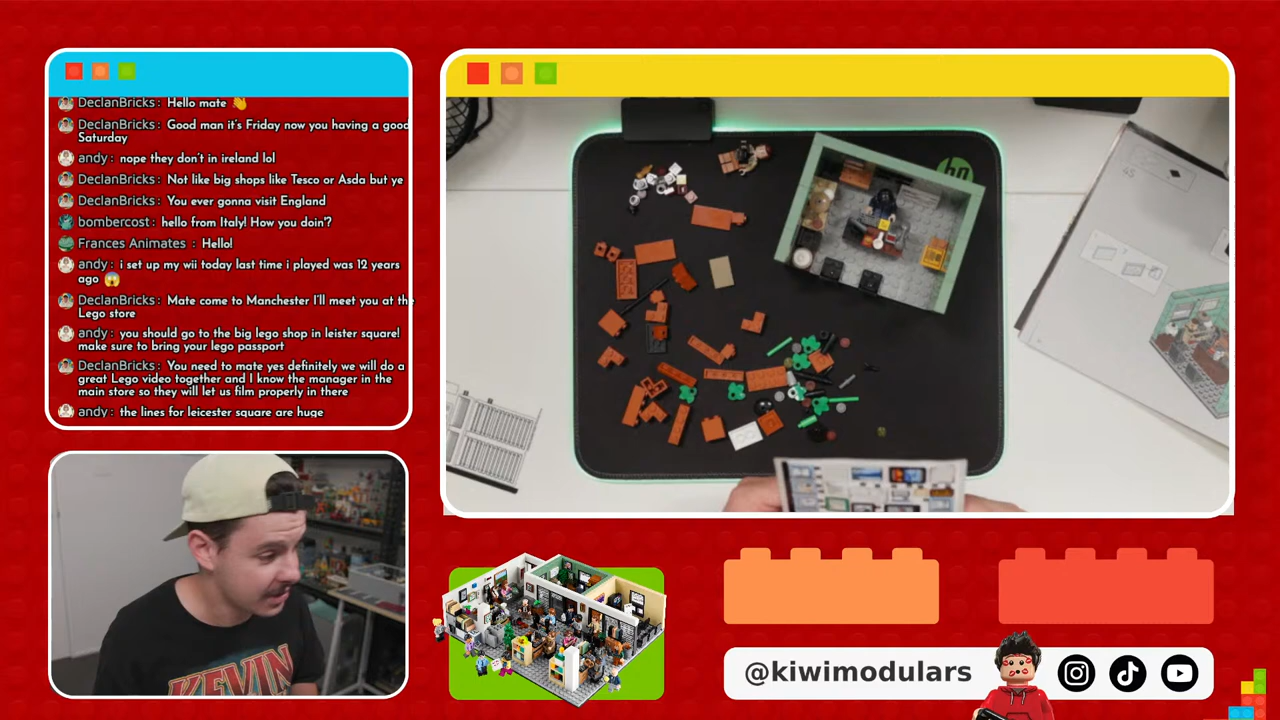 DeclanBricks: Hello mate 👋
DeclanBricks: Good man it's Friday now you having a good
Saturday
andy: nope they don't in ireland lol
DeclanBricks: Not like big shops like Tesco or Asda but ye
DeclanBricks: You ever gonna visit England
bombercost: hello from Italy! How you doin'?
Frances Animates : Hello!
andy: i set up my wii today last time i played was 12 years
ago 😱
DeclanBricks: Mate come to Manchester I'll meet you at the
Lego store
andy: you should go to the big lego shop in leister square!
make sure to bring your lego passport
DeclanBricks: You need to mate yes definitely we will do a
great Lego video together and I know the manager in the
main store so they will let us film properly in there
andy: the lines for leicester square are huge
hp
45
KEVIN
@kiwimodulars